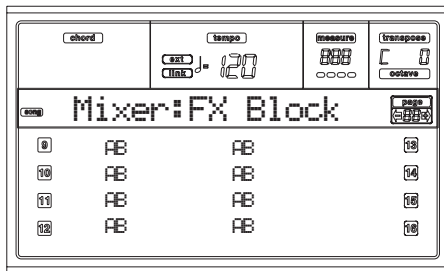 chord tempo measure transpose
ext ♩= 120 888 C 0
link octave
song Mixer:FX Block page
88
9 AB AB 13
10 AB AB 14
11 AB AB 15
12 AB AB 16